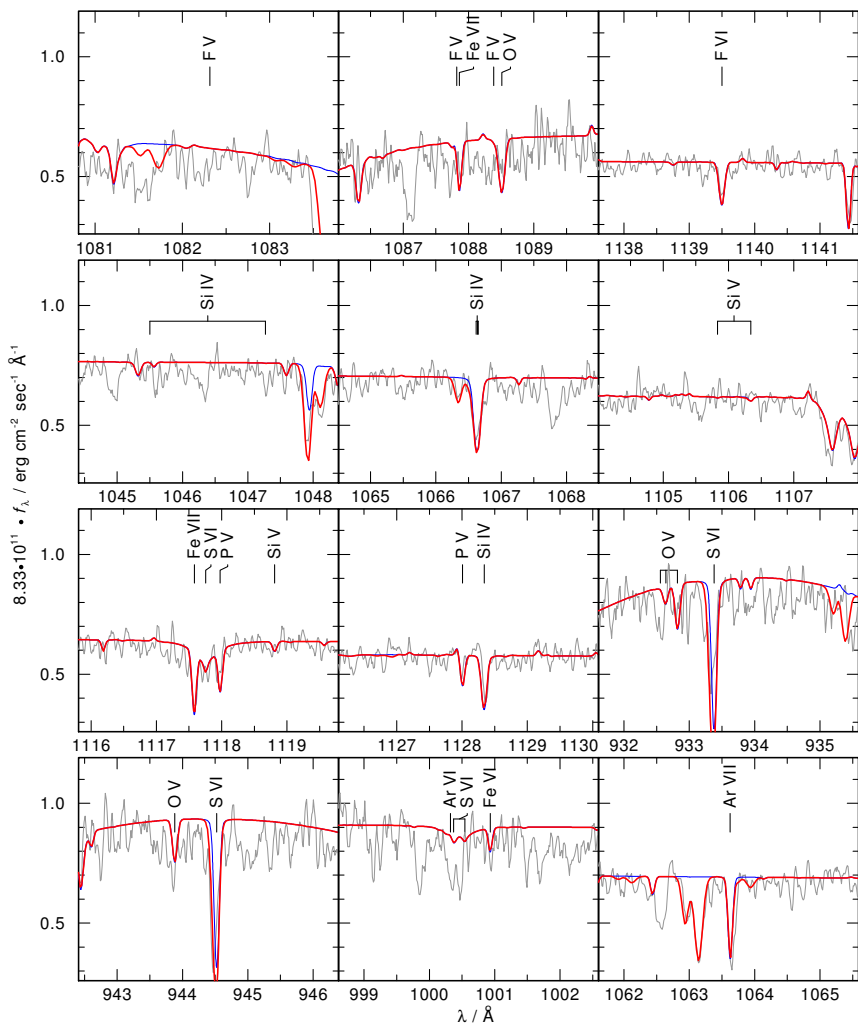 F V
F V
Fe VII
F V
O V
F VI
1.0
0.5
1081 1082 1083 1087 1088 1089 1138 1139 1140 1141
Si IV
Si IV
Si V
1.0
0.5
1045 1046 1047 1048 1065 1066 1067 1068 1105 1106 1107
8.33•10¹¹ • fλ / erg cm⁻² sec⁻¹ Å⁻¹
Fe VII
S VI
P V
Si V
P V
Si IV
O V
S VI
1.0
0.5
1116 1117 1118 1119 1127 1128 1129 1130 932 933 934 935
O V
S VI
Ar VI
S VI
Fe VI
Ar VII
1.0
0.5
943 944 945 946 999 1000 1001 1002 1062 1063 1064 1065
λ / Å